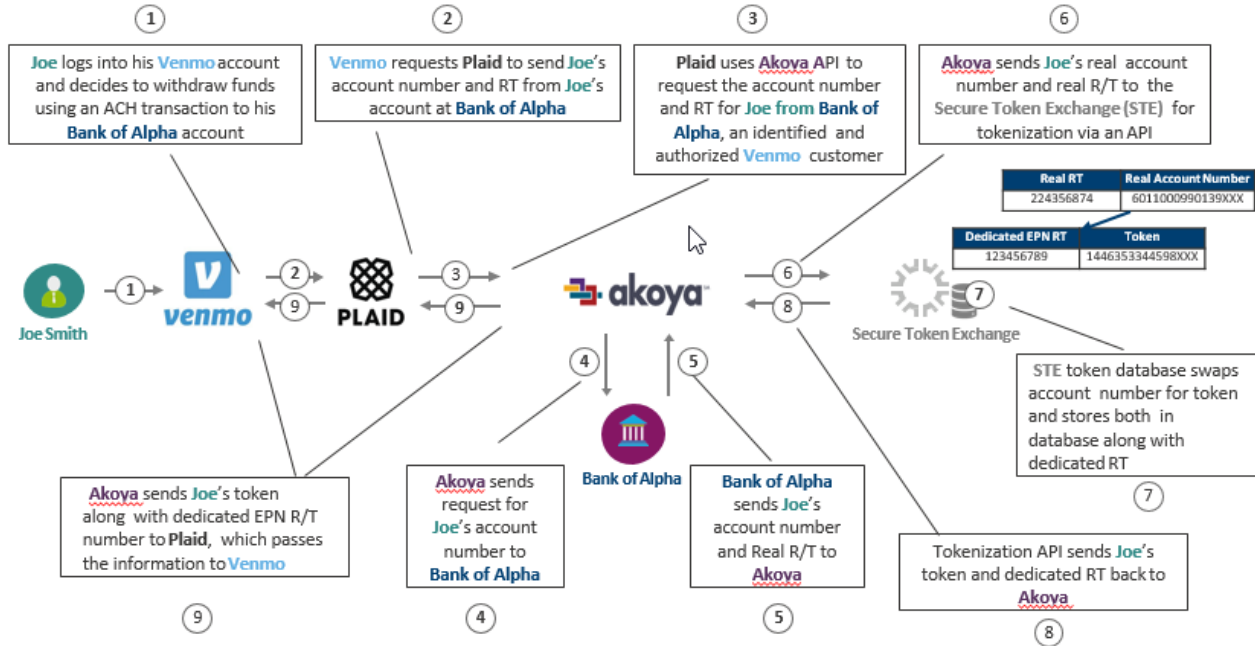 1
Joe logs into his Venmo account
and decides to withdraw funds
using an ACH transaction to his
Bank of Alpha account
2
Venmo requests Plaid to send Joe's
account number and RT from Joe's
account at Bank of Alpha
3
Plaid uses Akoya API to
request the account number
and RT for Joe from Bank of
Alpha, an identified and
authorized Venmo customer
6
Akoya sends Joe's real account
number and real R/T to the
Secure Token Exchange (STE) for
tokenization via an API
Real RT Real Account Number
224356874 6011000990139XXX
Dedicated EPN RT Token
123456789 1446353344598XXX
Joe Smith
1
V
venmo
2
9
PLAID
3
9
akoya
6
8
Secure Token Exchange
7
4
5
Bank of Alpha
STE token database swaps
account number for token
and stores both in
database along with
dedicated RT
7
Akoya sends Joe's token
along with dedicated EPN R/T
number to Plaid, which passes
the information to Venmo
9
Akoya sends
request for
Joe's account
number to
Bank of Alpha
4
Bank of Alpha
sends Joe's
account number
and Real R/T to
Akoya
5
Tokenization API sends Joe's
token and dedicated RT back to
Akoya
8